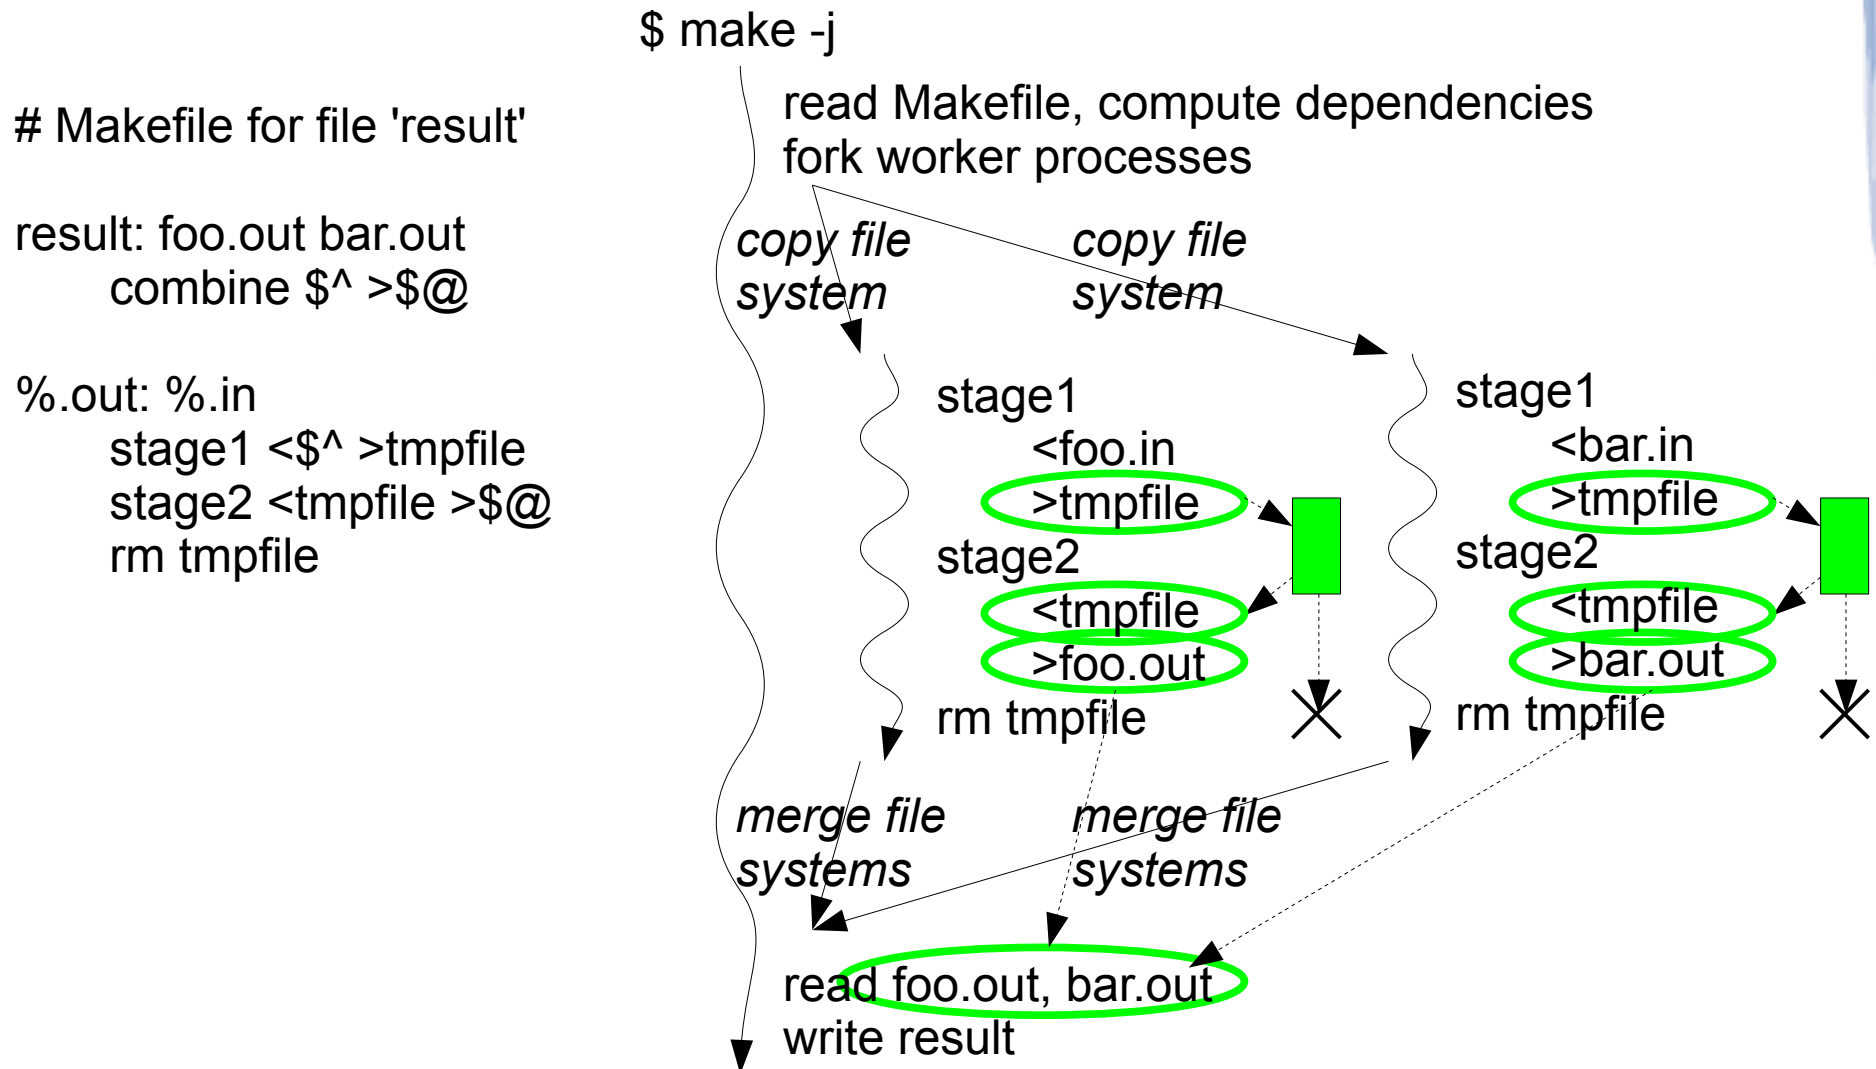 # Makefile for file 'result'
result: foo.out bar.out
combine $^ >$@
%.out: %.in
stage1 <$^ >tmpfile
stage2 <tmpfile >$@
rm tmpfile
$ make -j
read Makefile, compute dependencies
fork worker processes
copy file
system
copy file
system
stage1
<foo.in
>tmpfile
stage2
<tmpfile
>foo.out
rm tmpfile
stage1
<bar.in
>tmpfile
stage2
<tmpfile
>bar.out
rm tmpfile
merge file
systems
merge file
systems
read foo.out, bar.out
write result